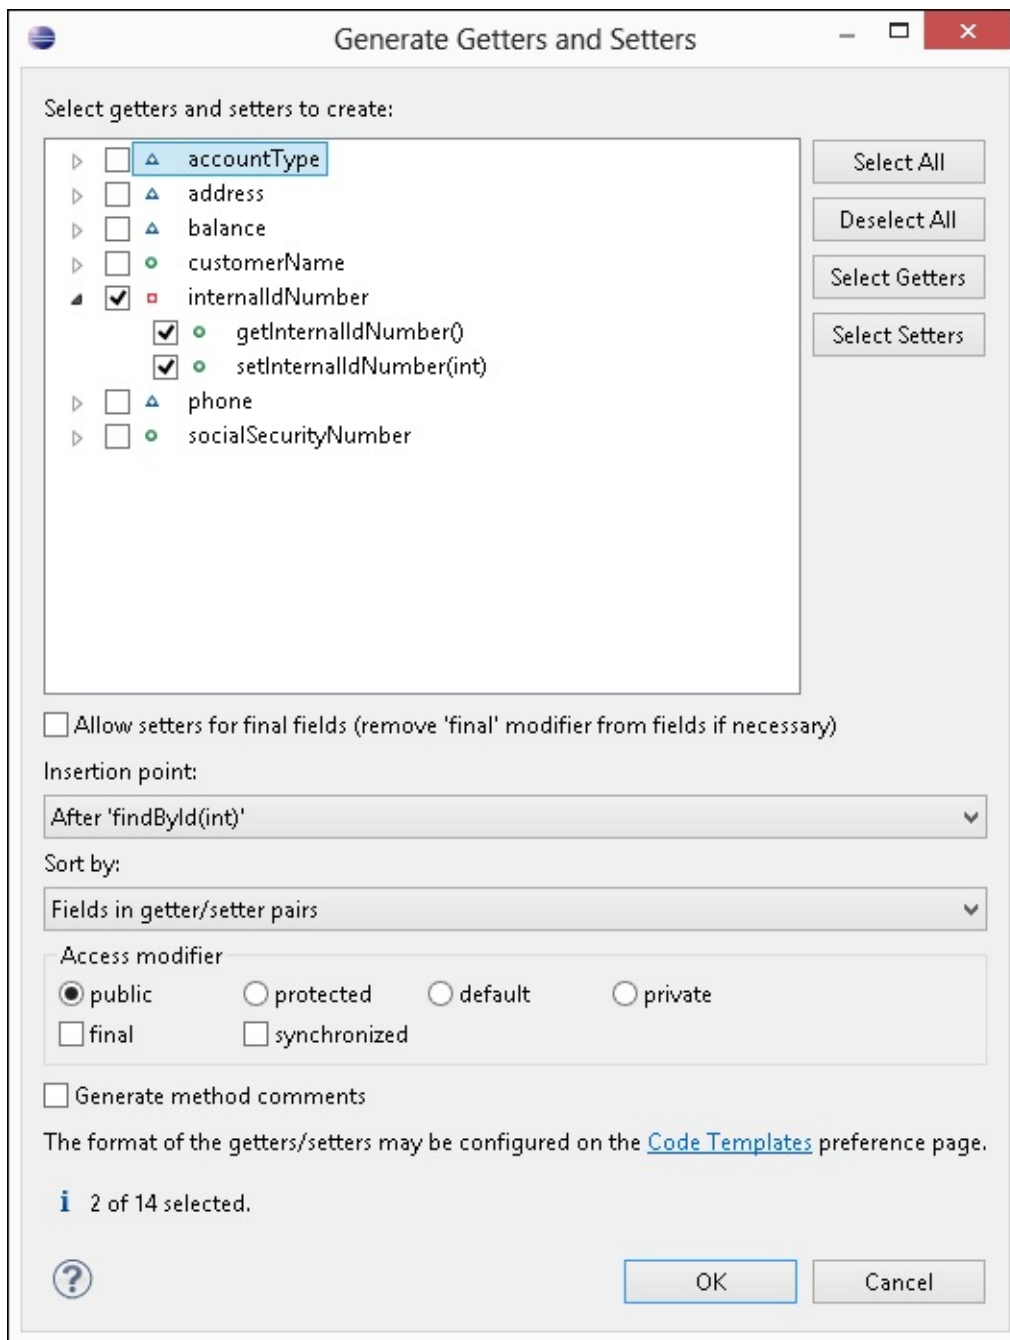 Generate Getters and Setters
Select getters and setters to create:
accountType
address
balance
customerName
internalIdNumber
getInternalIdNumber()
setInternalIdNumber(int)
phone
socialSecurityNumber
Select All
Deselect All
Select Getters
Select Setters
Allow setters for final fields (remove 'final' modifier from fields if necessary)
Insertion point:
After 'findById(int)'
Sort by:
Fields in getter/setter pairs
Access modifier
public protected default private
final synchronized
Generate method comments
The format of the getters/setters may be configured on the Code Templates preference page.
i 2 of 14 selected.
? OK Cancel